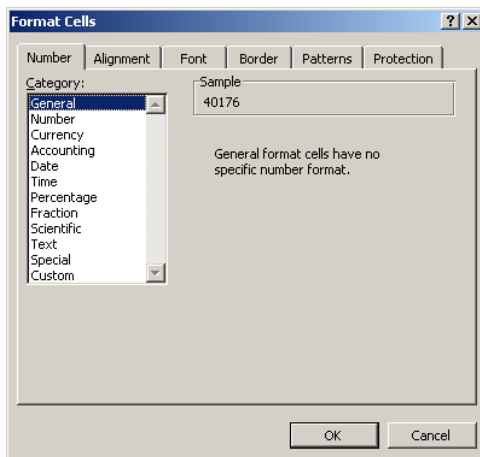 Format Cells
Number Alignment Font Border Patterns Protection
Category:
General
Number
Currency
Accounting
Date
Time
Percentage
Fraction
Scientific
Text
Special
Custom
Sample
40176
General format cells have no
specific number format.
OK Cancel